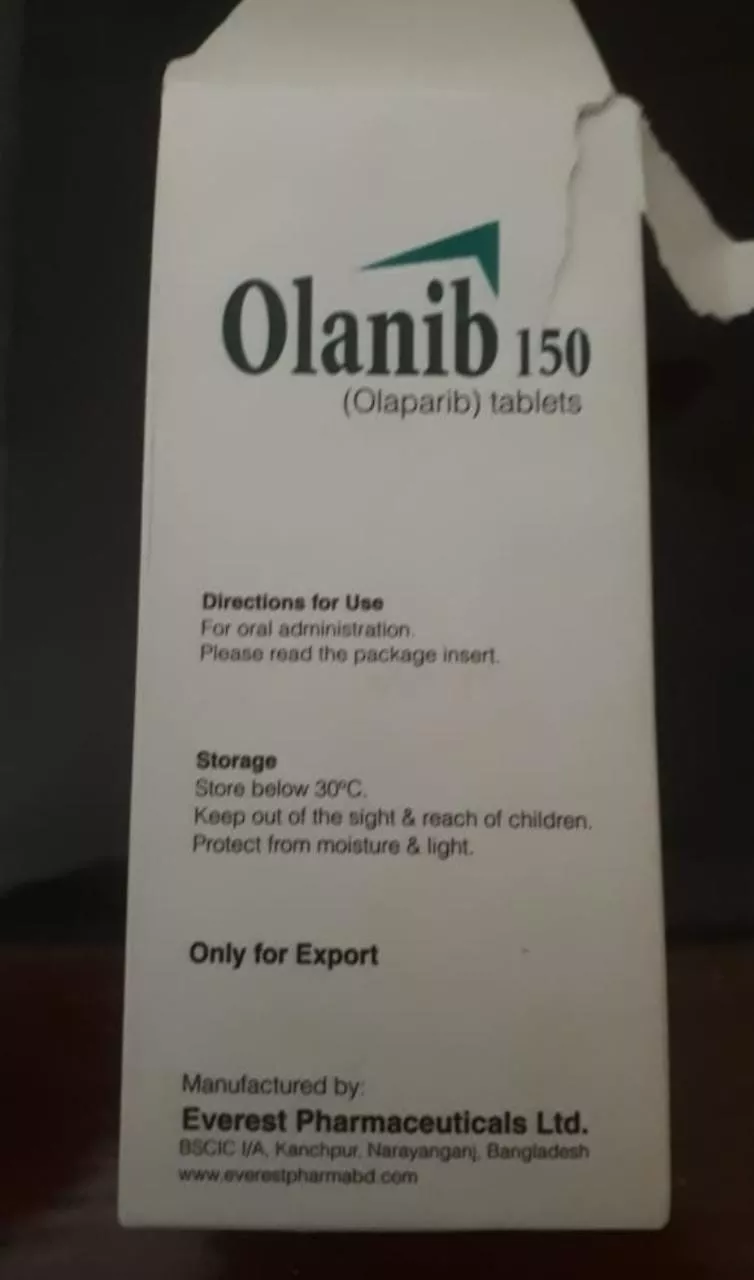 Olanib 150
(Olaparib) tablets
Directions for Use
For oral administration.
Please read the package insert.
Storage
Store below 30°C.
Keep out of the sight & reach of children.
Protect from moisture & light.
Only for Export
Manufactured by:
Everest Pharmaceuticals Ltd.
BSCIC I/A, Kanchpur, Narayanganj, Bangladesh
www.everestpharmabd.com